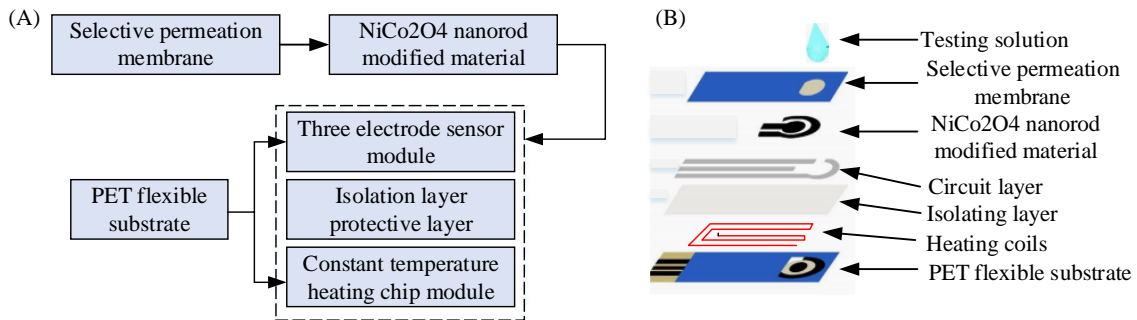 (A)
Selective permeation
membrane
NiCo2O4 nanorod
modified material
Three electrode sensor
module
PET flexible
substrate
Isolation layer
protective layer
Constant temperature
heating chip module
(B)
Testing solution
Selective permeation
membrane
NiCo2O4 nanorod
modified material
Circuit layer
Isolating layer
Heating coils
PET flexible substrate